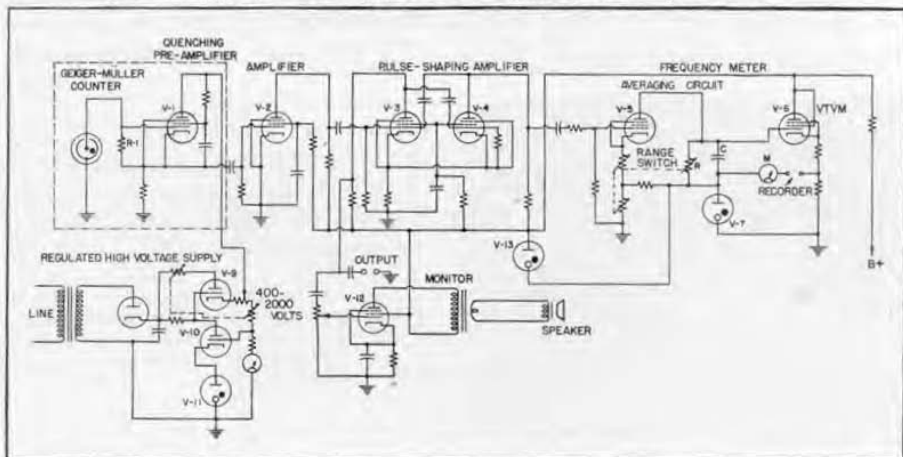 QUENCHING
PRE-AMPLIFIER
GEIGER-MULLER
COUNTER
V-1
R-1
AMPLIFIER
V-2
PULSE-SHAPING AMPLIFIER
V-3
V-4
FREQUENCY METER
AVERAGING CIRCUIT
V-5
V-6
VTVM
RANGE
SWITCH
R
C
M
RECORDER
V-7
B+
V-13
REGULATED HIGH VOLTAGE SUPPLY
V-9
LINE
400-
2000
VOLTS
V-10
V-11
OUTPUT
V-12
MONITOR
SPEAKER